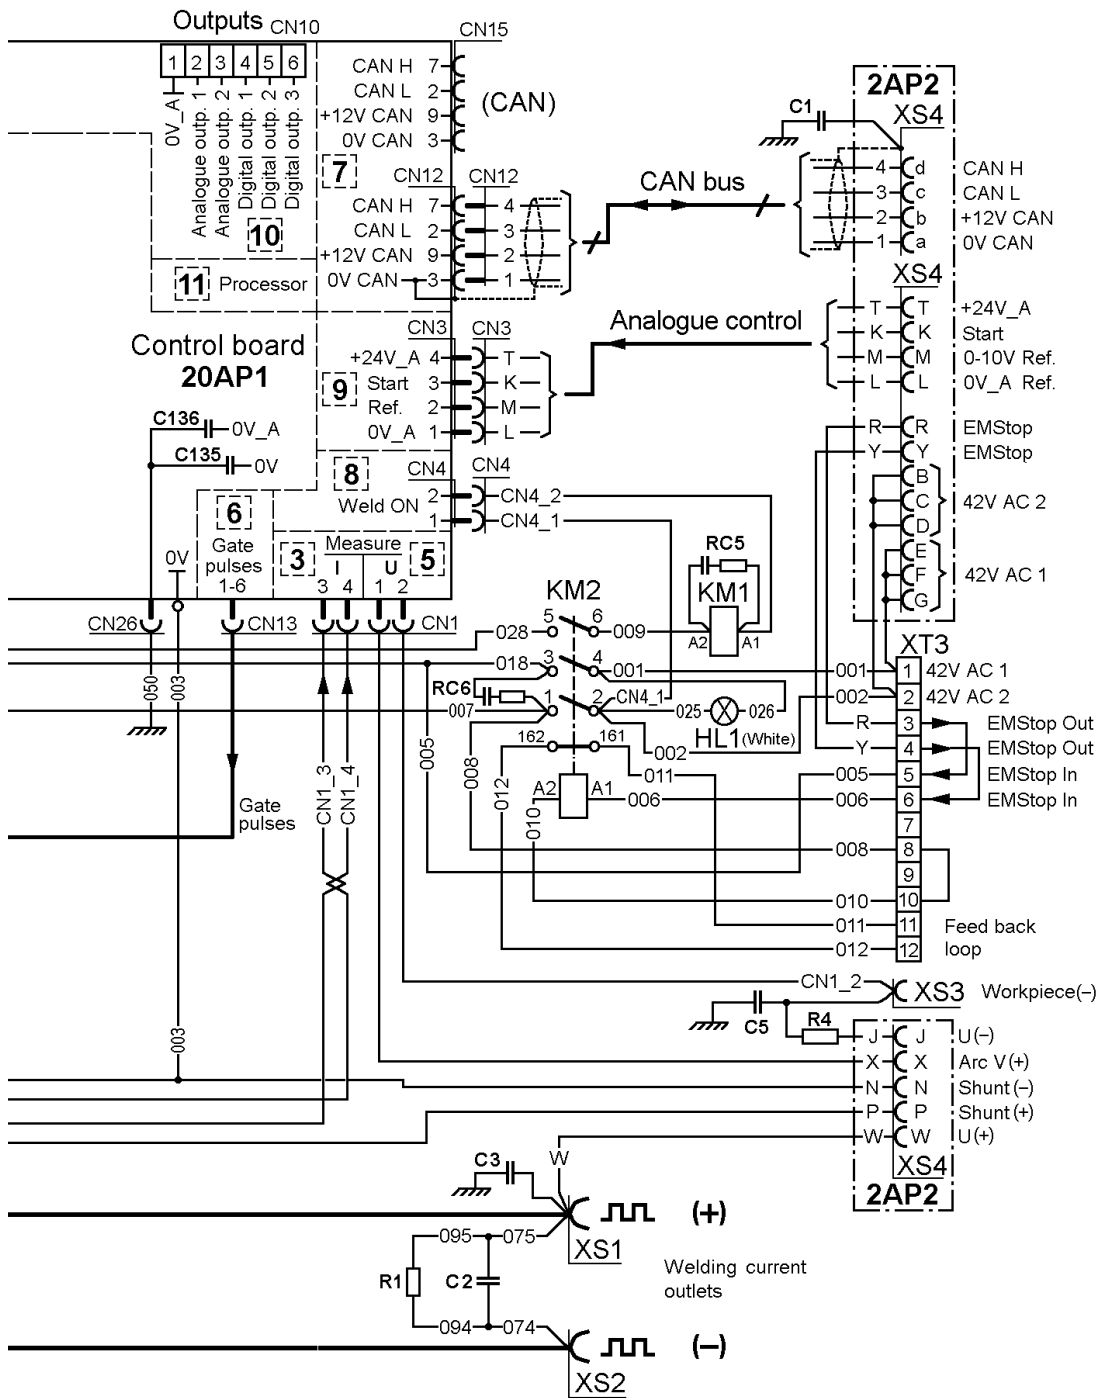 Outputs CN10
1 2 3 4 5 6
0V_A
Analogue outp. 1
Analogue outp. 2
Digital outp. 1
Digital outp. 2
Digital outp. 3
10
11 Processor
7
CN15
CAN H 7
CAN L 2
+12V CAN 9
0V CAN 3
(CAN)
CN12 CN12
CAN H 7 4
CAN L 2 3
+12V CAN 9 2
0V CAN 3 1
CAN bus
2AP2
C1
XS4
4 d CAN H
3 c CAN L
2 b +12V CAN
1 a 0V CAN
XS4
T T +24V_A
K K Start
M M 0-10V Ref.
L L 0V_A Ref.
R R EMStop
Y Y EMStop
B
C 42V AC 2
D
E
F 42V AC 1
G
Analogue control
Control board
20AP1
CN3 CN3
9
+24V_A 4 T
Start 3 K
Ref. 2 M
0V_A 1 L
C136 0V_A
C135 0V
8
CN4 CN4
Weld ON
2 CN4_2
1 CN4_1
6
0V
Gate
pulses
1-6
3 Measure 5
I U
3 4 1 2
CN26 CN13 CN1
050
003
RC5
KM1
A2 A1
KM2
028 5 6 009
018 3 4 001 001
RC6
007 1 2 CN4_1 025 026
HL1 (White)
002 002
162 161
005
008
012
010
011
A2 A1 006 006
CN1_3
CN1_4
Gate
pulses
XT3
1 42V AC 1
2 42V AC 2
R 3 EMStop Out
Y 4 EMStop Out
005 5 EMStop In
006 6 EMStop In
7
008 8
9
010 10
011 11 Feed back
012 12 loop
CN1_2 XS3 Workpiece(–)
C5
R4
003
J J U(–)
X X Arc V(+)
N N Shunt(–)
P P Shunt(+)
W W U(+)
XS4
2AP2
W
C3
(+)
XS1
095 075
R1 C2
094 074
Welding current
outlets
(–)
XS2